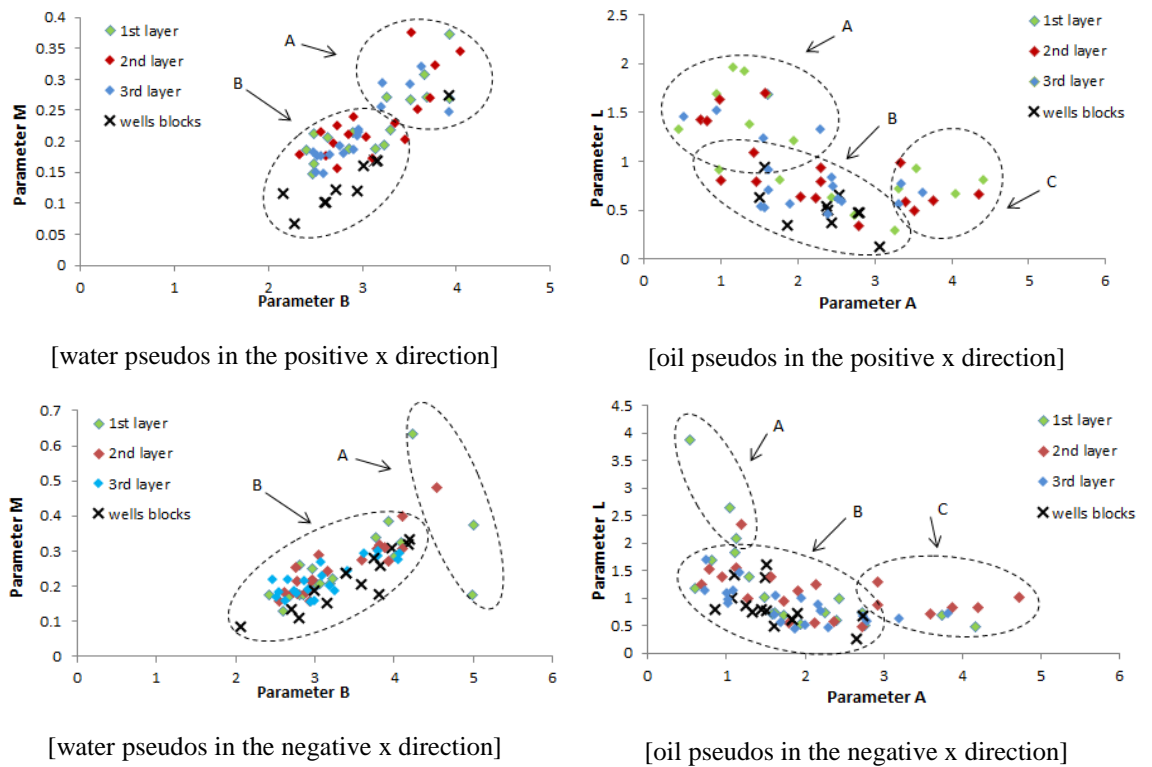 0.4
0.35
0.3
0.25
0.2
0.15
0.1
0.05
0
Parameter M
1st layer
2nd layer
3rd layer
wells blocks
A
B
0 1 2 3 4 5
Parameter B
[water pseudos in the positive x direction]
2.5
2
1.5
1
0.5
0
Parameter L
1st layer
2nd layer
3rd layer
wells blocks
A
B
C
0 1 2 3 4 5 6
Parameter A
[oil pseudos in the positive x direction]
0.7
0.6
0.5
0.4
0.3
0.2
0.1
0
Parameter M
1st layer
2nd layer
3rd layer
wells blocks
A
B
0 1 2 3 4 5 6
Parameter B
[water pseudos in the negative x direction]
4.5
4
3.5
3
2.5
2
1.5
1
0.5
0
Parameter L
1st layer
2nd layer
3rd layer
wells blocks
A
B
C
0 1 2 3 4 5 6
Parameter A
[oil pseudos in the negative x direction]